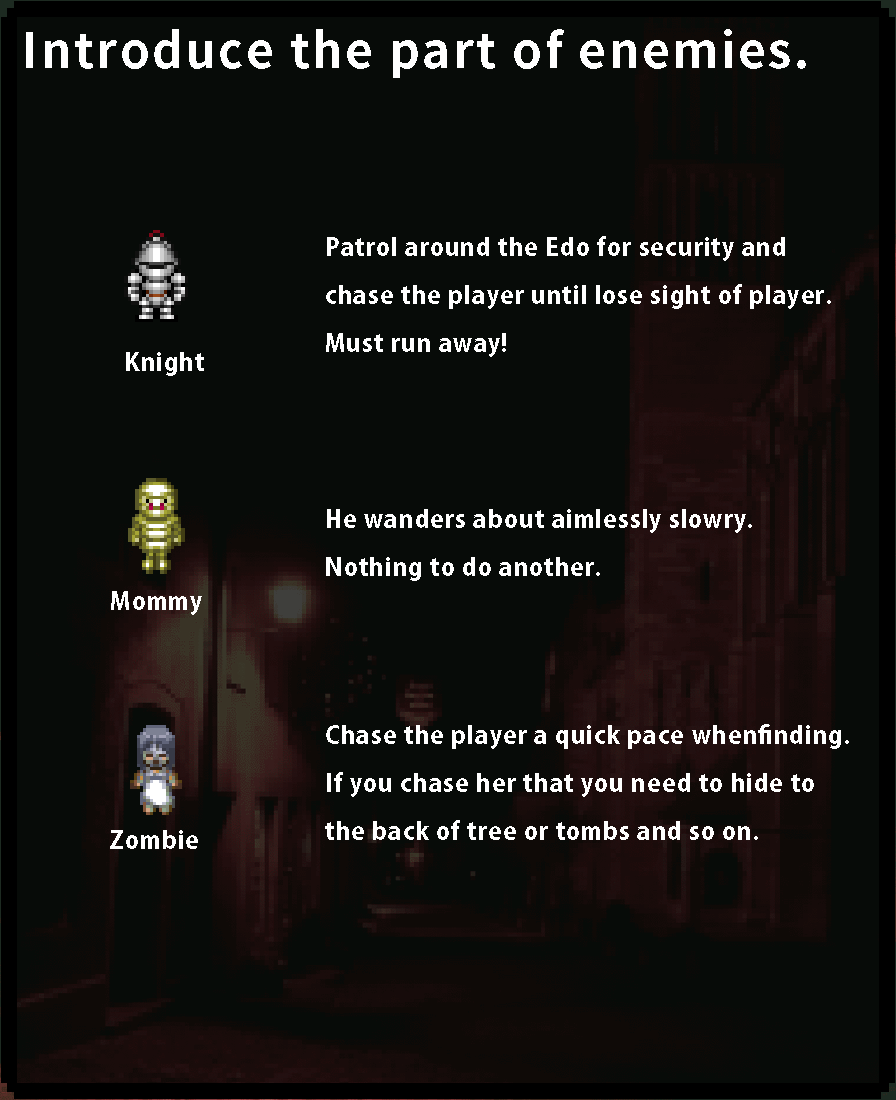 Introduce the part of enemies.
Patrol around the Edo for security and
chase the player until lose sight of player.
Must run away!
Knight
He wanders about aimlessly slowry.
Nothing to do another.
Mommy
Chase the player a quick pace whenfinding.
If you chase her that you need to hide to
the back of tree or tombs and so on.
Zombie